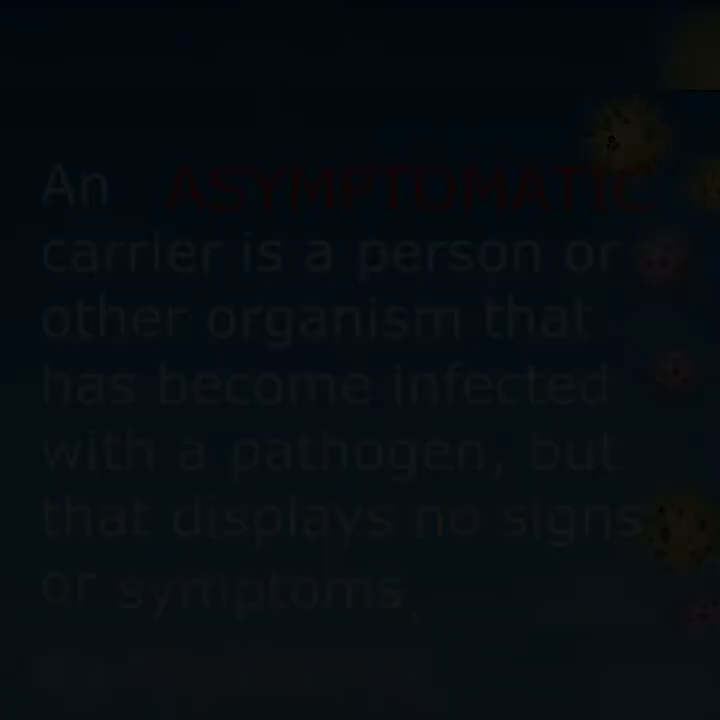 An ASYMPTOMATIC
carrier is a person or
other organism that
has become infected
with a pathogen, but
that displays no signs
or symptoms.